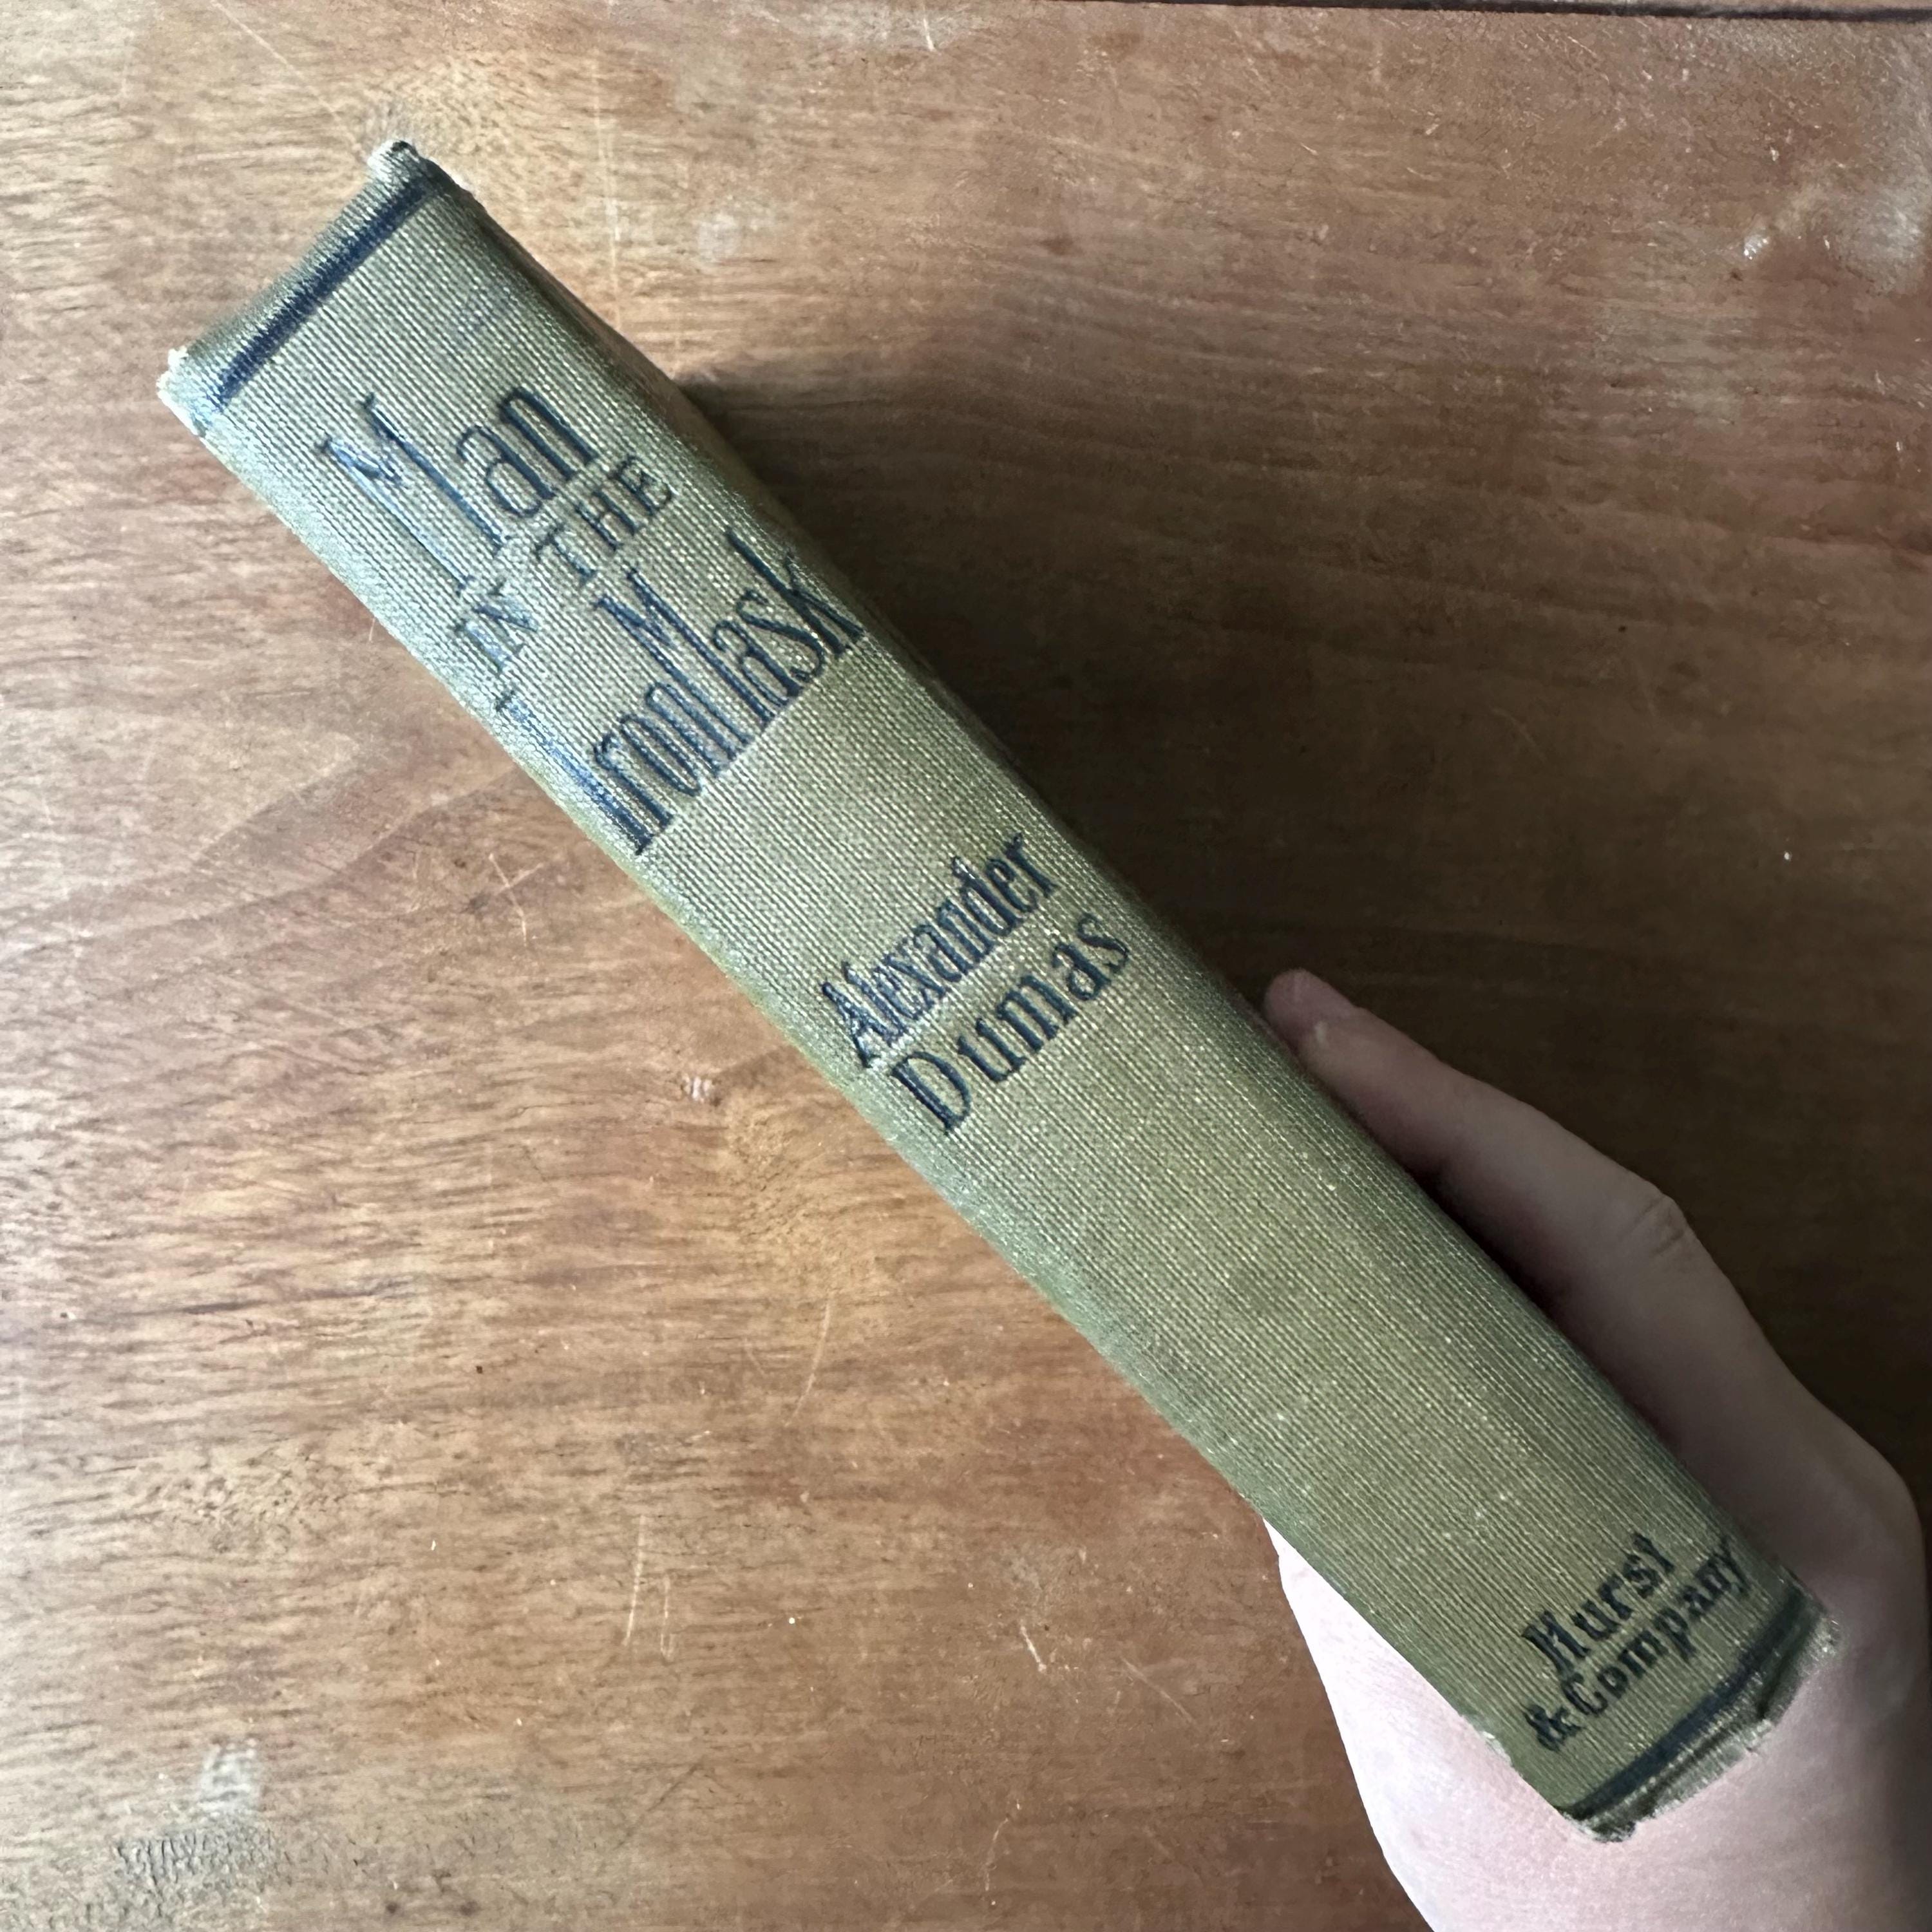 Man
IN THE
Iron Mask
Alexander
Dumas
Hurst
& Company